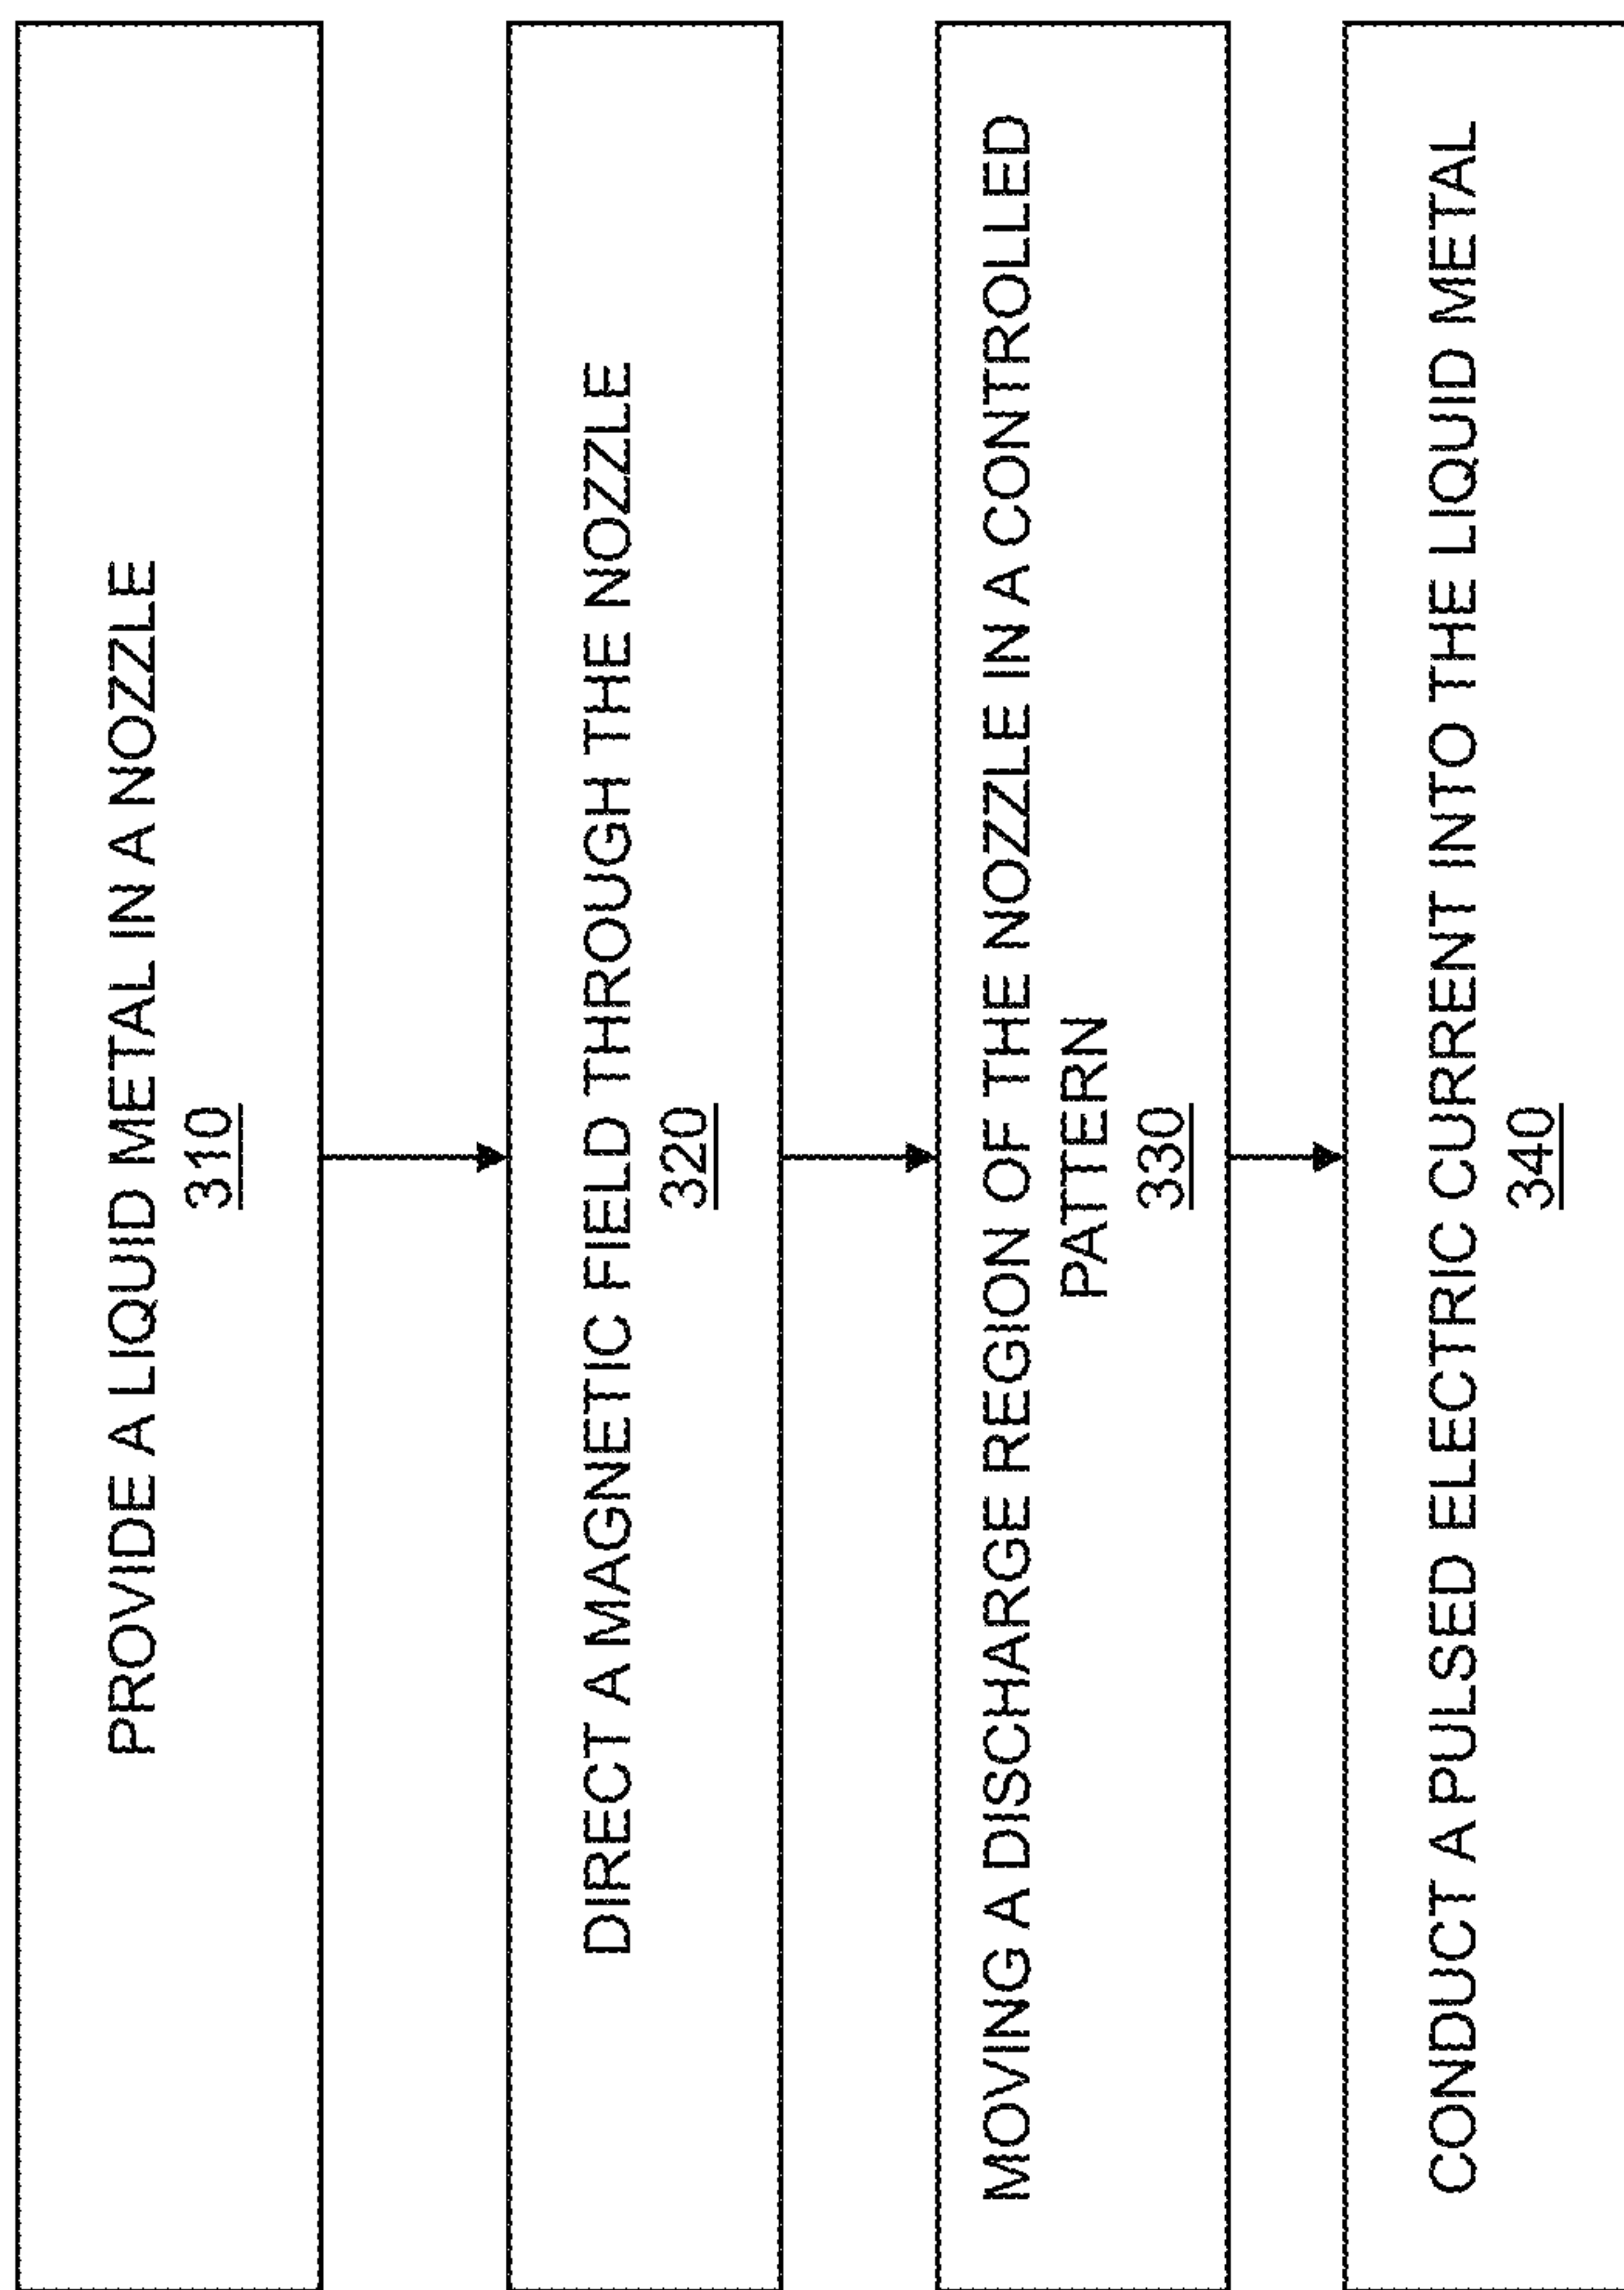 PROVIDE A LIQUID METAL IN A NOZZLE
310
DIRECT A MAGNETIC FIELD THROUGH THE NOZZLE
320
MOVING A DISCHARGE REGION OF THE NOZZLE IN A CONTROLLED
PATTERN
330
CONDUCT A PULSED ELECTRIC CURRENT INTO THE LIQUID METAL
340